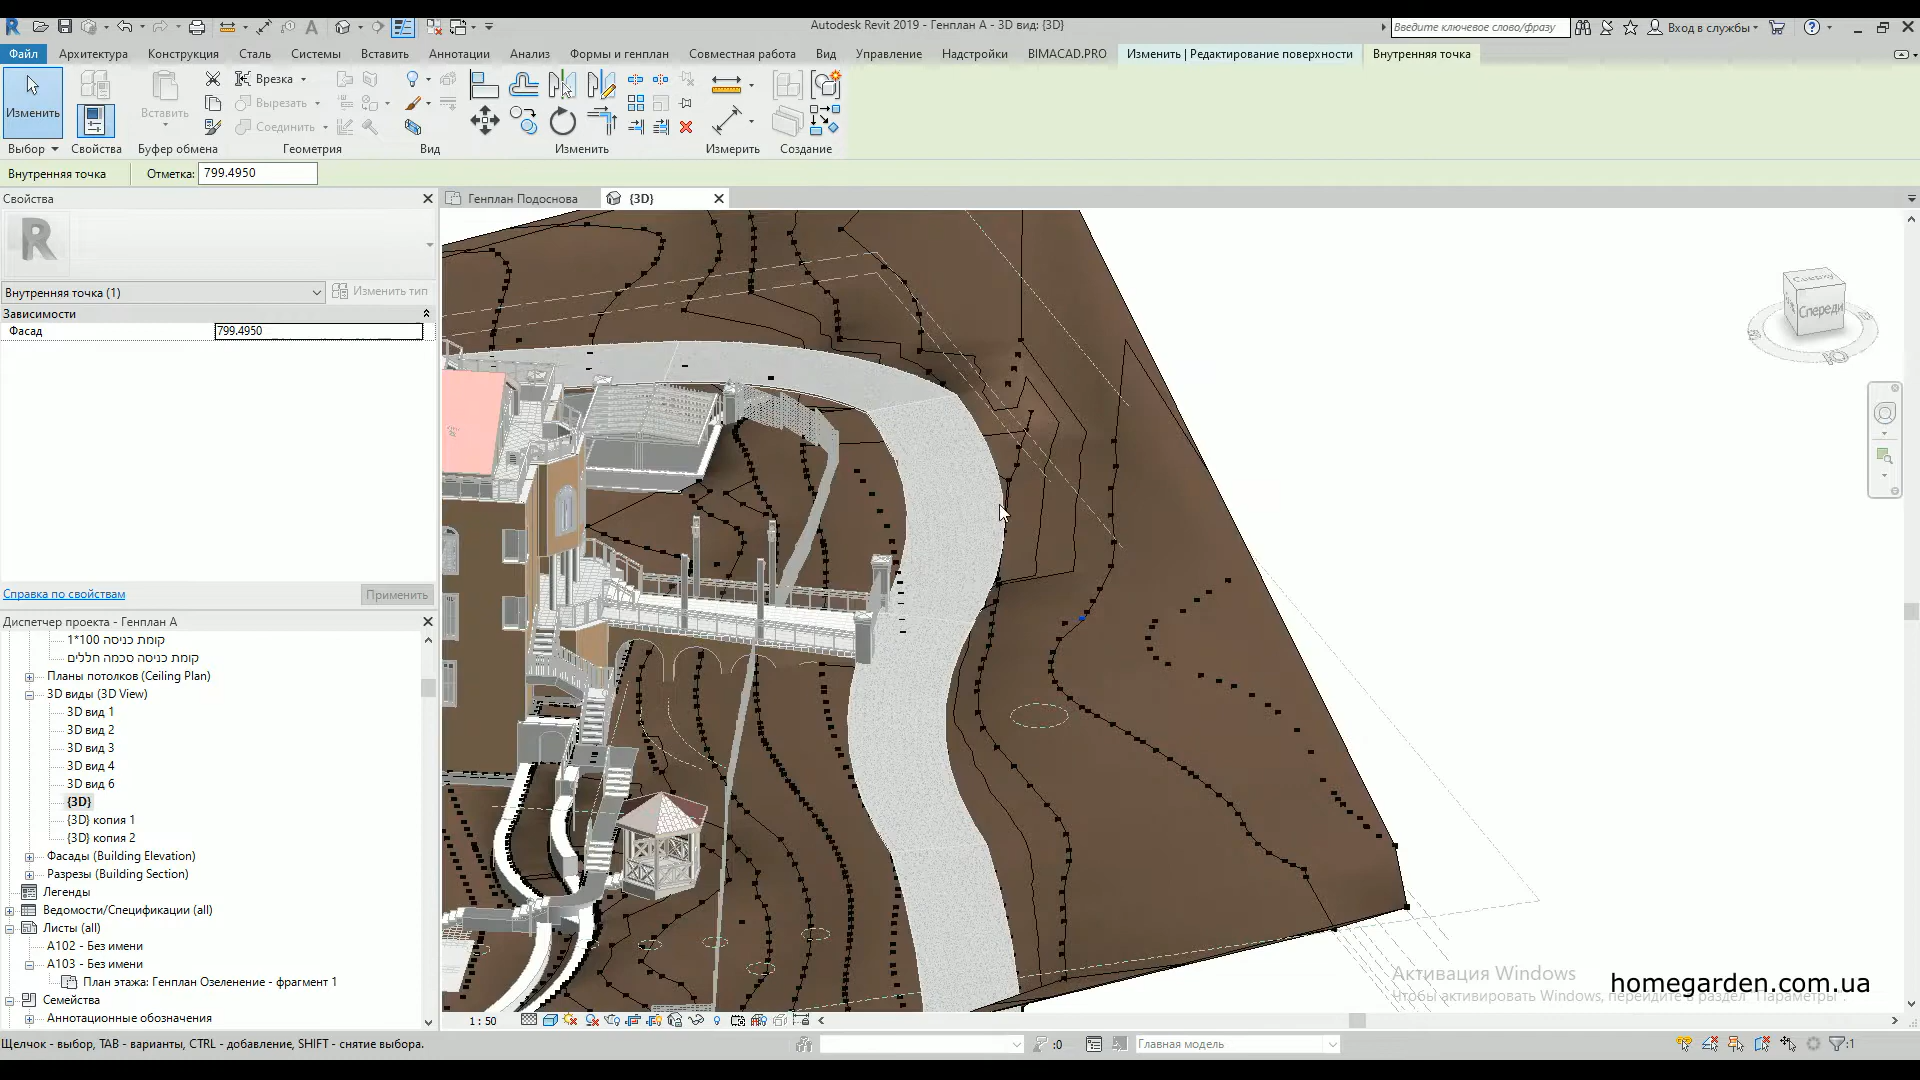 Autodesk Revit 2019 - Генплан А - 3D вид: {3D}
Введите ключевое слово/фразу
Вход в службы
Файл Архитектура Конструкция Сталь Системы Вставить Аннотации Анализ Формы и генплан Совместная работа Вид Управление Надстройки BIMACAD.PRO Изменить | Редактирование поверхности Внутренняя точка
Изменить
Вставить
Врезка
Вырезать
Соединить
Выбор Свойства Буфер обмена Геометрия Вид Изменить Измерить Создание
Внутренняя точка Отметка: 799.4950
Свойства
Генплан Подоснова {3D}
R
Внутренняя точка (1) Изменить тип
Зависимости
Фасад 799.4950
Справка по свойствам Применить
Диспетчер проекта - Генплан А
קומת כניסה 100*1
קומת כניסה סכמה חללים
Планы потолков (Ceiling Plan)
3D виды (3D View)
3D вид 1
3D вид 2
3D вид 3
3D вид 4
3D вид 6
{3D}
{3D} копия 1
{3D} копия 2
Фасады (Building Elevation)
Разрезы (Building Section)
Легенды
Ведомости/Спецификации (all)
Листы (all)
А102 - Без имени
А103 - Без имени
План этажа: Генплан Озеленение - фрагмент 1
Семейства
Аннотационные обозначения
Сверху
Спереди
Ю
Активация Windows
Чтобы активировать Windows, перейдите в раздел "Параметры".
homegarden.com.ua
1 : 50
Щелчок - выбор, TAB - варианты, CTRL - добавление, SHIFT - снятие выбора.
:0
Главная модель
:1